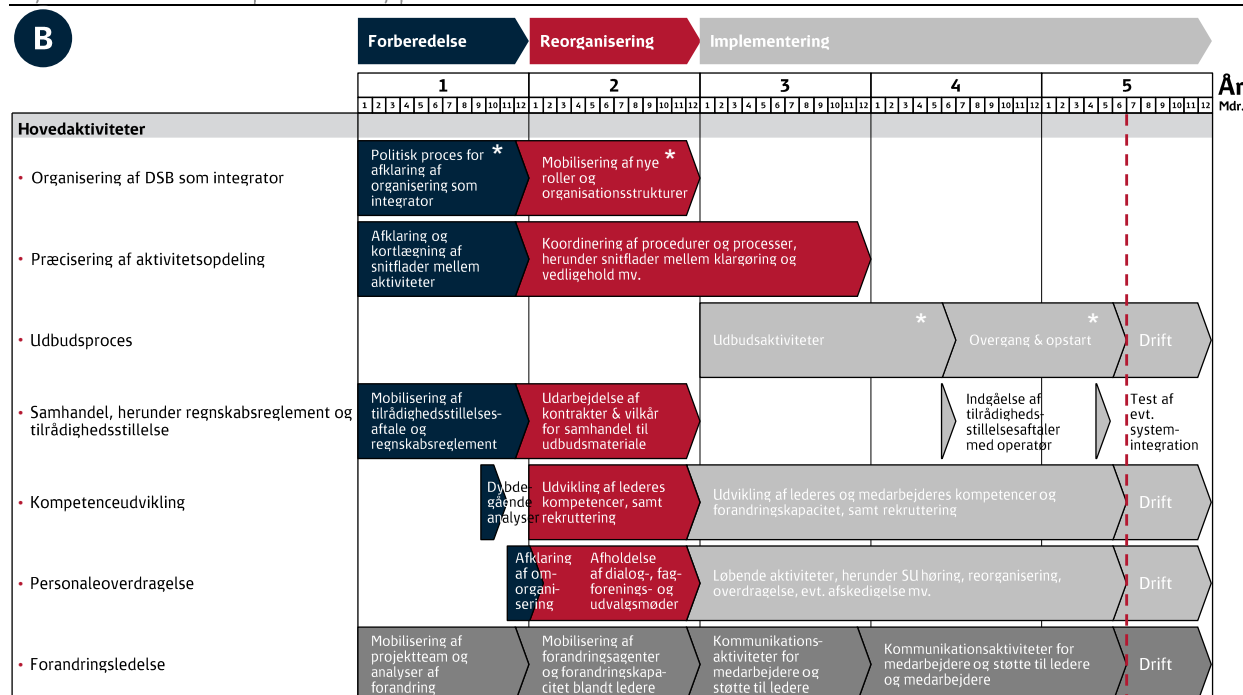 B
Forberedelse
Reorganisering
Implementering
1 2 3 4 5 År
1 2 3 4 5 6 7 8 9 10 11 12 1 2 3 4 5 6 7 8 9 10 11 12 1 2 3 4 5 6 7 8 9 10 11 12 1 2 3 4 5 6 7 8 9 10 11 12 1 2 3 4 5 6 7 8 9 10 11 12 Mdr.
Hovedaktiviteter
• Organisering af DSB som integrator
Politisk proces for *
afklaring af
organisering som
integrator
Mobilisering af nye *
roller og
organisationsstrukturer
• Præcisering af aktivitetsopdeling
Afklaring og
kortlægning af
snitflader mellem
aktiviteter
Koordinering af procedurer og processer,
herunder snitflader mellem klargøring og
vedligehold mv.
• Udbudsproces
Udbudsaktiviteter *
Overgang & opstart *
Drift
• Samhandel, herunder regnskabsreglement og
tilrådighedsstillelse
Mobilisering af
tilrådighedsstillelses-
aftale og
regnskabsreglement
Udarbejdelse af
kontrakter & vilkår
for samhandel til
udbudsmateriale
Indgåelse af
tilrådigheds-
stillelsesaftaler
med operatør
Test af
evt.
system-
integration
• Kompetenceudvikling
Dybde-
gående
analyser
Udvikling af lederes
kompetencer, samt
rekruttering
Udvikling af lederes og medarbejderes kompetencer og
forandringskapacitet, samt rekruttering
Drift
• Personaleoverdragelse
Afklaring
af om-
organi-
sering
Afholdelse
af dialog-, fag-
forenings- og
udvalgsmøder
Løbende aktiviteter, herunder SU høring, reorganisering,
overdragelse, evt. afskedigelse mv.
Drift
• Forandringsledelse
Mobilisering af
projektteam og
analyser af
forandring
Mobilisering af
forandringsagenter
og forandringskapa-
citet blandt ledere
Kommunikations-
aktiviteter for
medarbejdere og
støtte til ledere
Kommunikationsaktiviteter for
medarbejdere og støtte til ledere
og medarbejdere
Drift